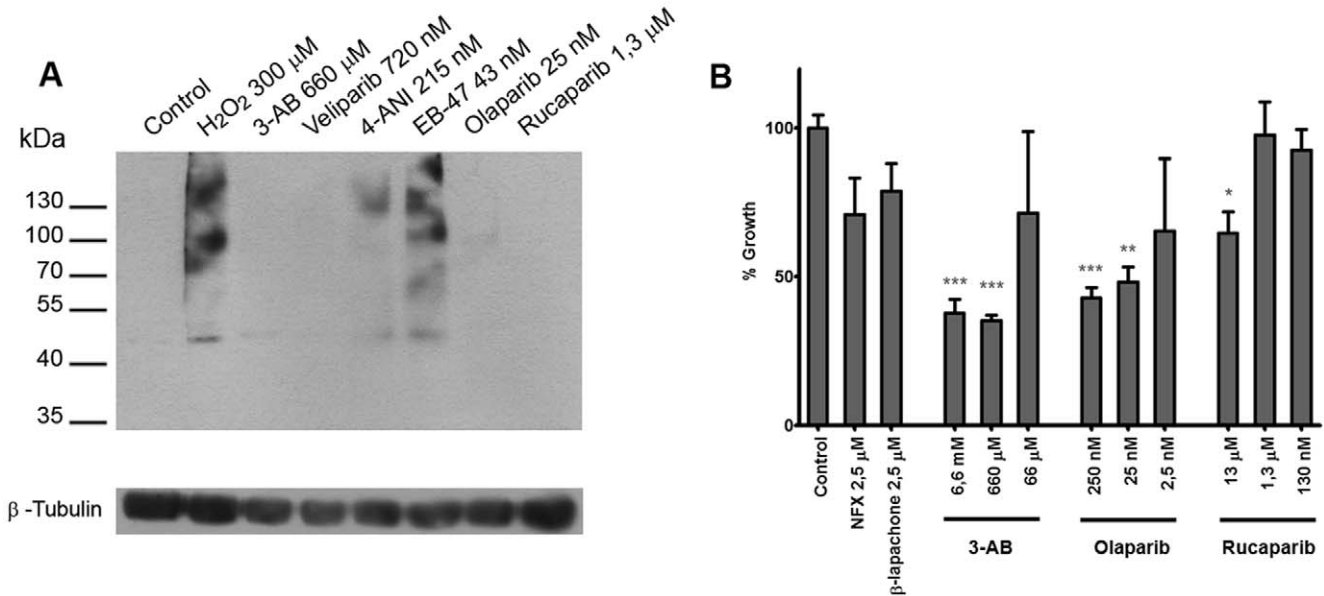 A
Control
H₂O₂ 300 μM
3-AB 660 μM
Veliparib 720 nM
4-ANI 215 nM
EB-47 43 nM
Olaparib 25 nM
Rucaparib 1,3 μM
kDa
130
100
70
55
40
35
β -Tubulin
B
% Growth
100
50
0
*** *** *** ** *
Control
NFX 2,5 μM
β-lapachone 2,5 μM
6,6 mM
660 μM
66 μM
250 nM
25 nM
2,5 nM
13 μM
1,3 μM
130 nM
3-AB
Olaparib
Rucaparib